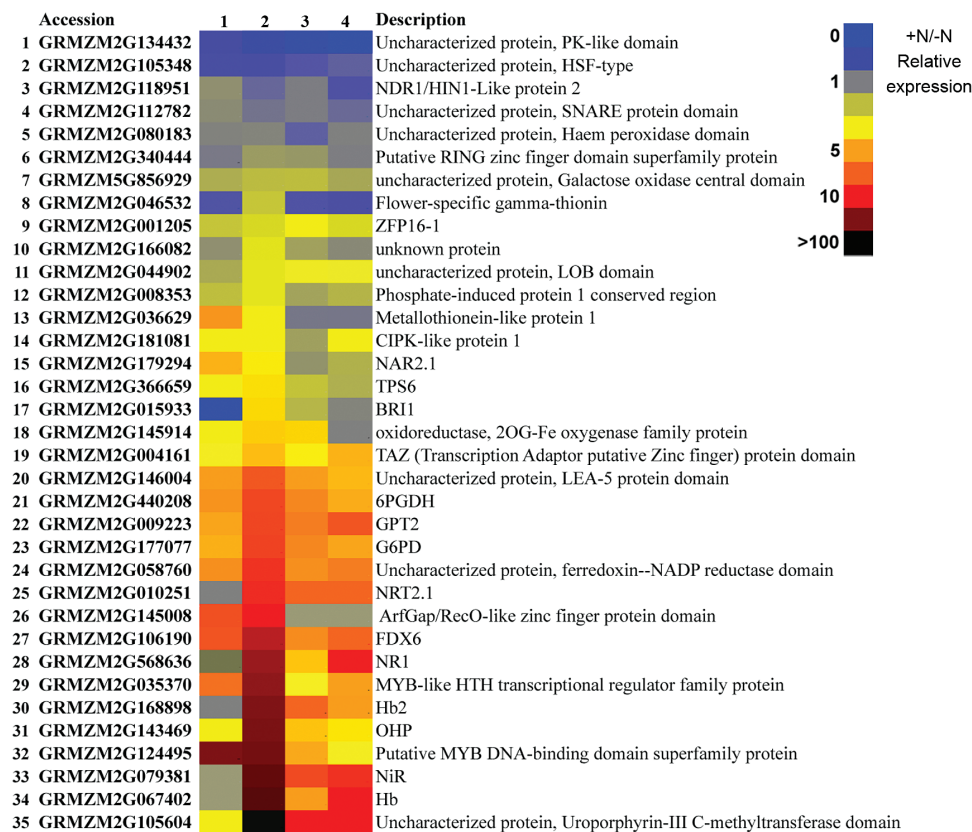 Accession 1 2 3 4 Description
1 GRMZM2G134432 Uncharacterized protein, PK-like domain
2 GRMZM2G105348 Uncharacterized protein, HSF-type
3 GRMZM2G118951 NDR1/HIN1-Like protein 2
4 GRMZM2G112782 Uncharacterized protein, SNARE protein domain
5 GRMZM2G080183 Uncharacterized protein, Haem peroxidase domain
6 GRMZM2G340444 Putative RING zinc finger domain superfamily protein
7 GRMZM5G856929 uncharacterized protein, Galactose oxidase central domain
8 GRMZM2G046532 Flower-specific gamma-thionin
9 GRMZM2G001205 ZFP16-1
10 GRMZM2G166082 unknown protein
11 GRMZM2G044902 uncharacterized protein, LOB domain
12 GRMZM2G008353 Phosphate-induced protein 1 conserved region
13 GRMZM2G036629 Metallothionein-like protein 1
14 GRMZM2G181081 CIPK-like protein 1
15 GRMZM2G179294 NAR2.1
16 GRMZM2G366659 TPS6
17 GRMZM2G015933 BRI1
18 GRMZM2G145914 oxidoreductase, 2OG-Fe oxygenase family protein
19 GRMZM2G004161 TAZ (Transcription Adaptor putative Zinc finger) protein domain
20 GRMZM2G146004 Uncharacterized protein, LEA-5 protein domain
21 GRMZM2G440208 6PGDH
22 GRMZM2G009223 GPT2
23 GRMZM2G177077 G6PD
24 GRMZM2G058760 Uncharacterized protein, ferredoxin--NADP reductase domain
25 GRMZM2G010251 NRT2.1
26 GRMZM2G145008 ArfGap/RecO-like zinc finger protein domain
27 GRMZM2G106190 FDX6
28 GRMZM2G568636 NR1
29 GRMZM2G035370 MYB-like HTH transcriptional regulator family protein
30 GRMZM2G168898 Hb2
31 GRMZM2G143469 OHP
32 GRMZM2G124495 Putative MYB DNA-binding domain superfamily protein
33 GRMZM2G079381 NiR
34 GRMZM2G067402 Hb
35 GRMZM2G105604 Uncharacterized protein, Uroporphyrin-III C-methyltransferase domain
0 +N/-N
Relative
1 expression
5
10
>100